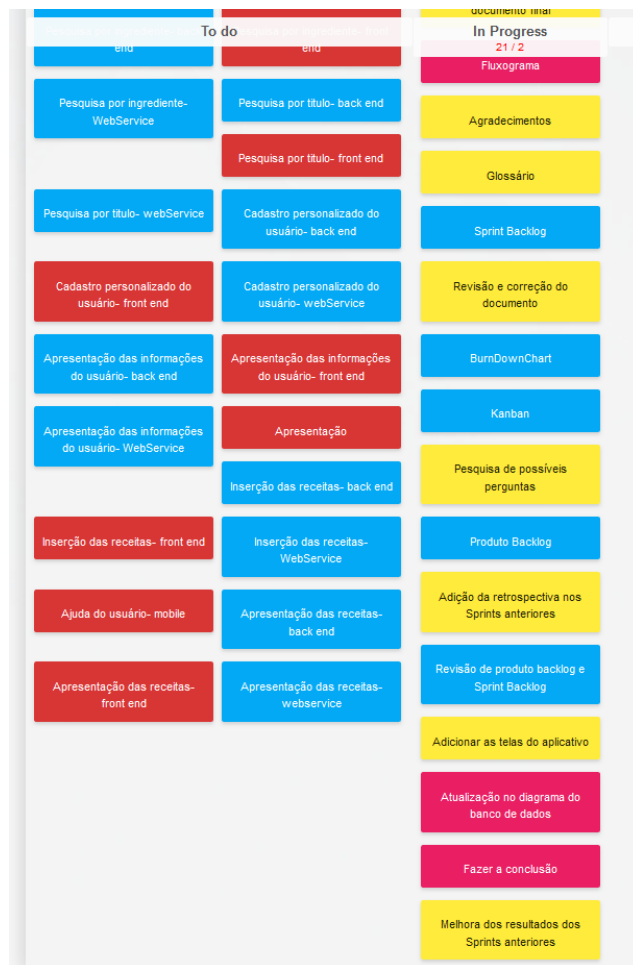 documento final
To do
In Progress
end
end
21 / 2
Fluxograma
Pesquisa por ingrediente-
WebService
Pesquisa por titulo- back end
Agradecimentos
Pesquisa por titulo- front end
Glossário
Pesquisa por titulo- webService
Cadastro personalizado do
usuário- back end
Sprint Backlog
Cadastro personalizado do
usuário- front end
Cadastro personalizado do
usuário- webService
Revisão e correção do
documento
Apresentação das informações
do usuário- back end
Apresentação das informações
do usuário- front end
BurnDownChart
Apresentação das informações
do usuário- WebService
Apresentação
Kanban
Inserção das receitas- back end
Pesquisa de possíveis
perguntas
Inserção das receitas- front end
Inserção das receitas-
WebService
Produto Backlog
Ajuda do usuário- mobile
Apresentação das receitas-
back end
Adição da retrospectiva nos
Sprints anteriores
Apresentação das receitas-
front end
Apresentação das receitas-
webservice
Revisão de produto backlog e
Sprint Backlog
Adicionar as telas do aplicativo
Atualização no diagrama do
banco de dados
Fazer a conclusão
Melhora dos resultados dos
Sprints anteriores